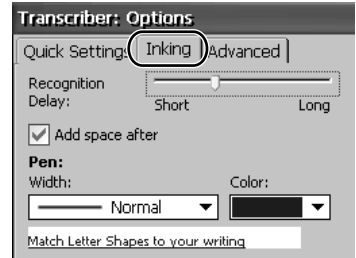 Transcriber: Options
Quick Settings Inking Advanced
Recognition
Delay:
Short Long
Add space after
Pen:
Width: Color:
Normal
Match Letter Shapes to your writing